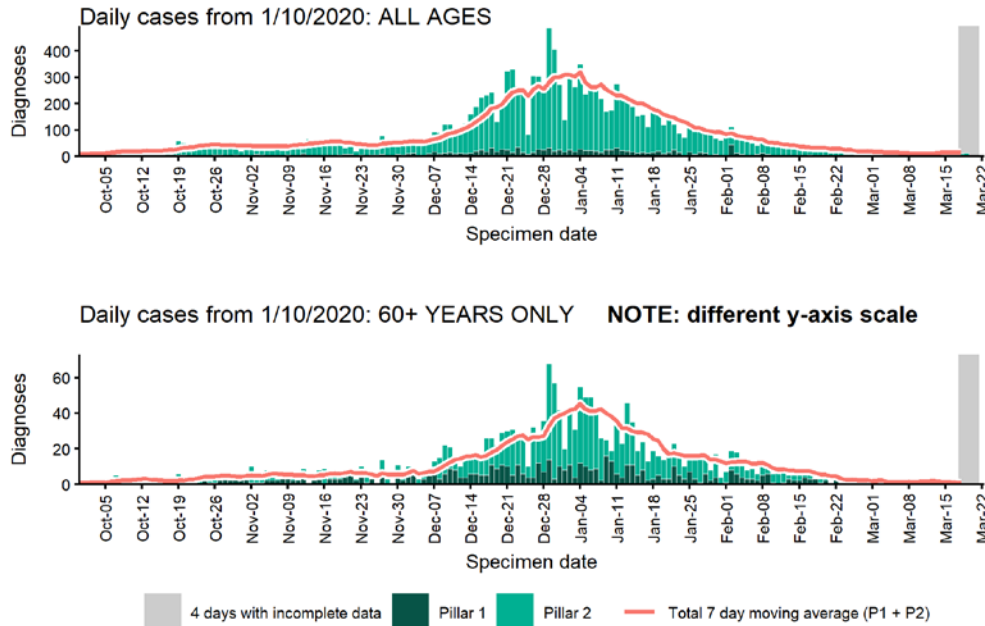 Daily cases from 1/10/2020: ALL AGES
Diagnoses
400
300
200
100
0
Oct-05
Oct-12
Oct-19
Oct-26
Nov-02
Nov-09
Nov-16
Nov-23
Nov-30
Dec-07
Dec-14
Dec-21
Dec-28
Jan-04
Jan-11
Jan-18
Jan-25
Feb-01
Feb-08
Feb-15
Feb-22
Mar-01
Mar-08
Mar-15
Mar-22
Specimen date
Daily cases from 1/10/2020: 60+ YEARS ONLY NOTE: different y-axis scale
Diagnoses
60
40
20
0
Oct-05
Oct-12
Oct-19
Oct-26
Nov-02
Nov-09
Nov-16
Nov-23
Nov-30
Dec-07
Dec-14
Dec-21
Dec-28
Jan-04
Jan-11
Jan-18
Jan-25
Feb-01
Feb-08
Feb-15
Feb-22
Mar-01
Mar-08
Mar-15
Mar-22
Specimen date
4 days with incomplete data Pillar 1 Pillar 2 Total 7 day moving average (P1 + P2)